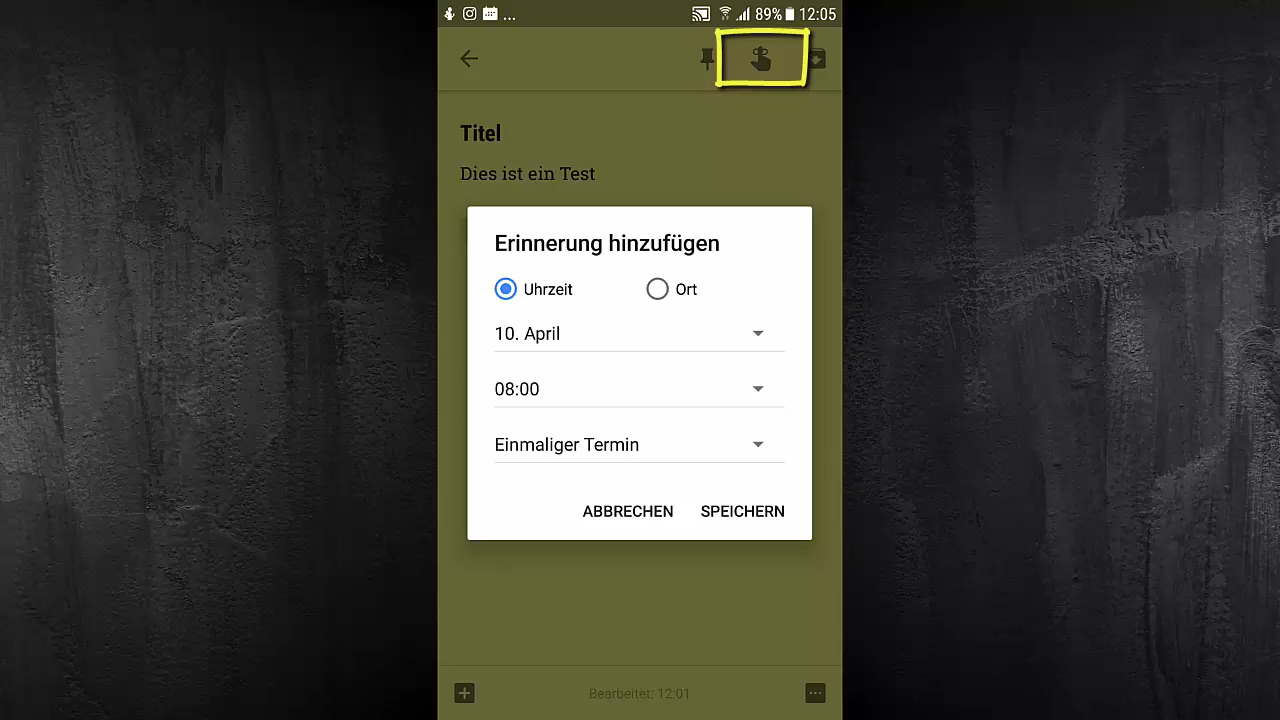 ... 89% 12:05
Titel
Dies ist ein Test
Erinnerung hinzufügen
Uhrzeit Ort
10. April
08:00
Einmaliger Termin
ABBRECHEN SPEICHERN
Bearbeitet: 12:01